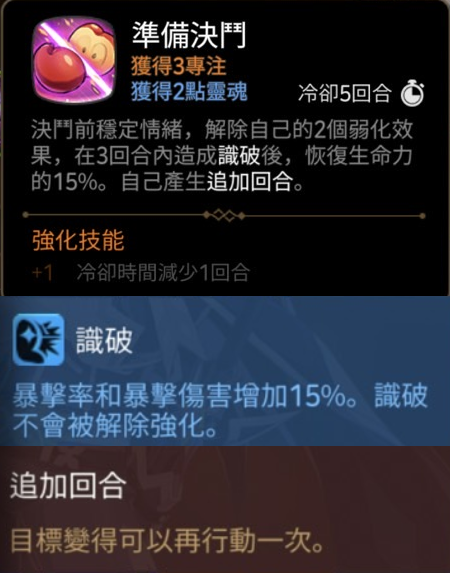 準備決鬥
獲得3專注
獲得2點靈魂
冷卻5回合
決鬥前穩定情緒，解除自己的2個弱化效
果，在3回合內造成識破後，恢復生命力
的15%。自己產生追加回合。
強化技能
+1 冷卻時間減少1回合
識破
暴擊率和暴擊傷害增加15%。識破
不會被解除強化。
追加回合
目標變得可以再行動一次。